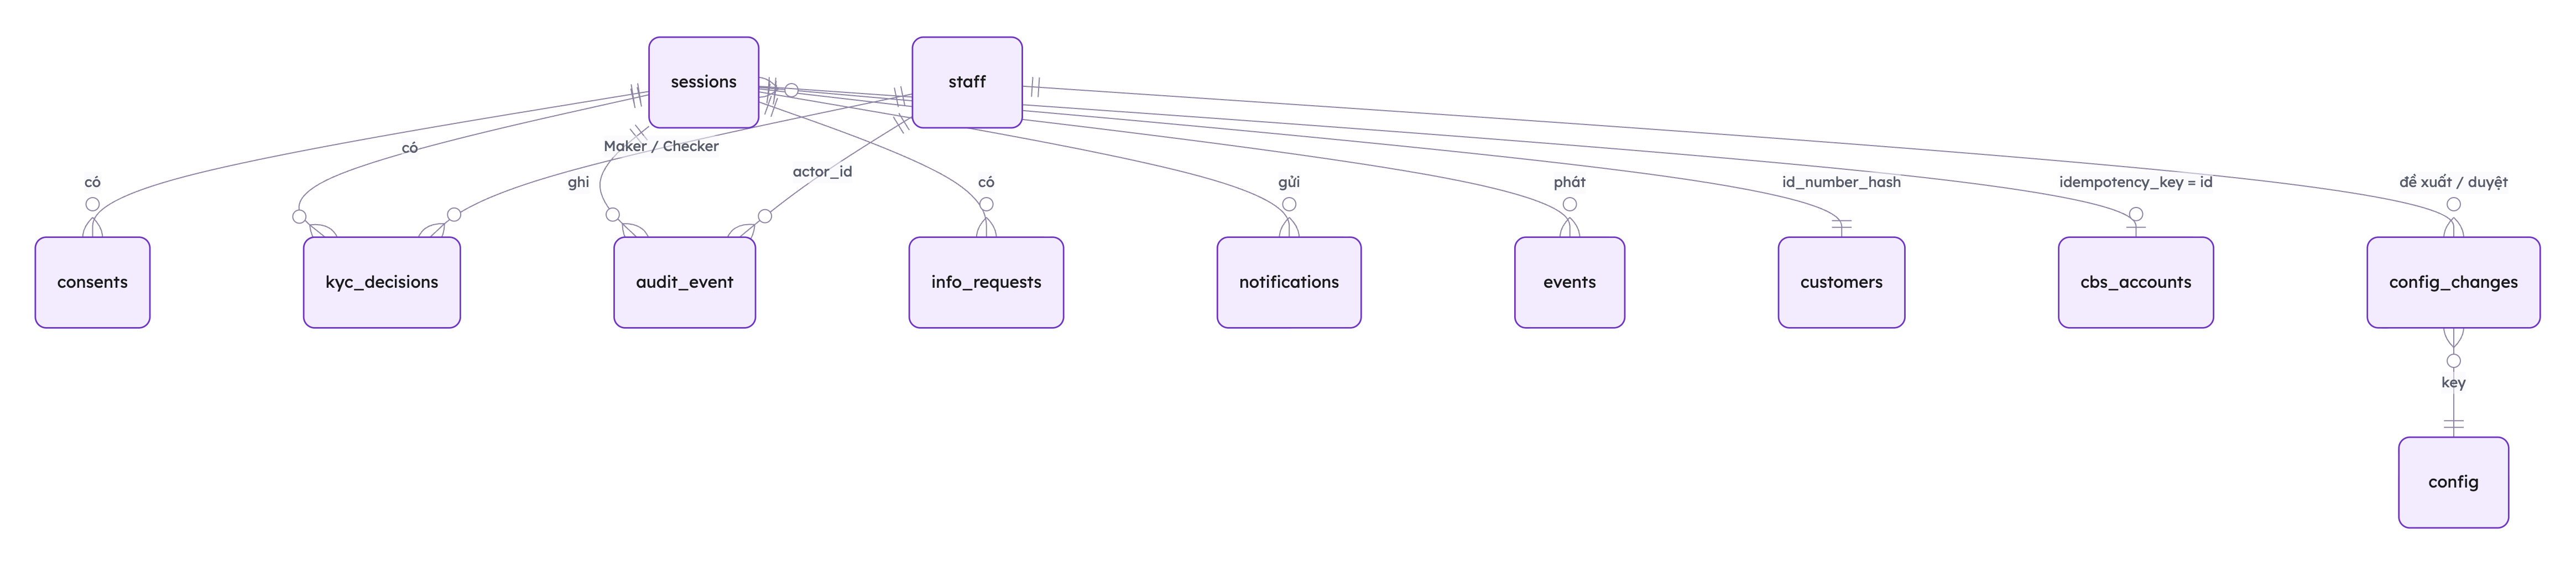 sessions
staff
có
Maker / Checker
actor_id
có
ghi
có
gửi
phát
id_number_hash
idempotency_key = id
đề xuất / duyệt
consents
kyc_decisions
audit_event
info_requests
notifications
events
customers
cbs_accounts
config_changes
key
config